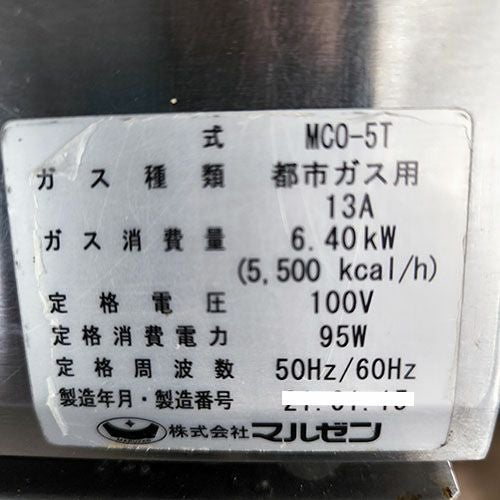 式 MCO-5T
ガス種類 都市ガス用
13A
ガス消費量 6.40kW
(5,500 kcal/h)
定格電圧 100V
定格消費電力 95W
定格周波数 50Hz/60Hz
製造年月・製造番号
株式会社マルゼン